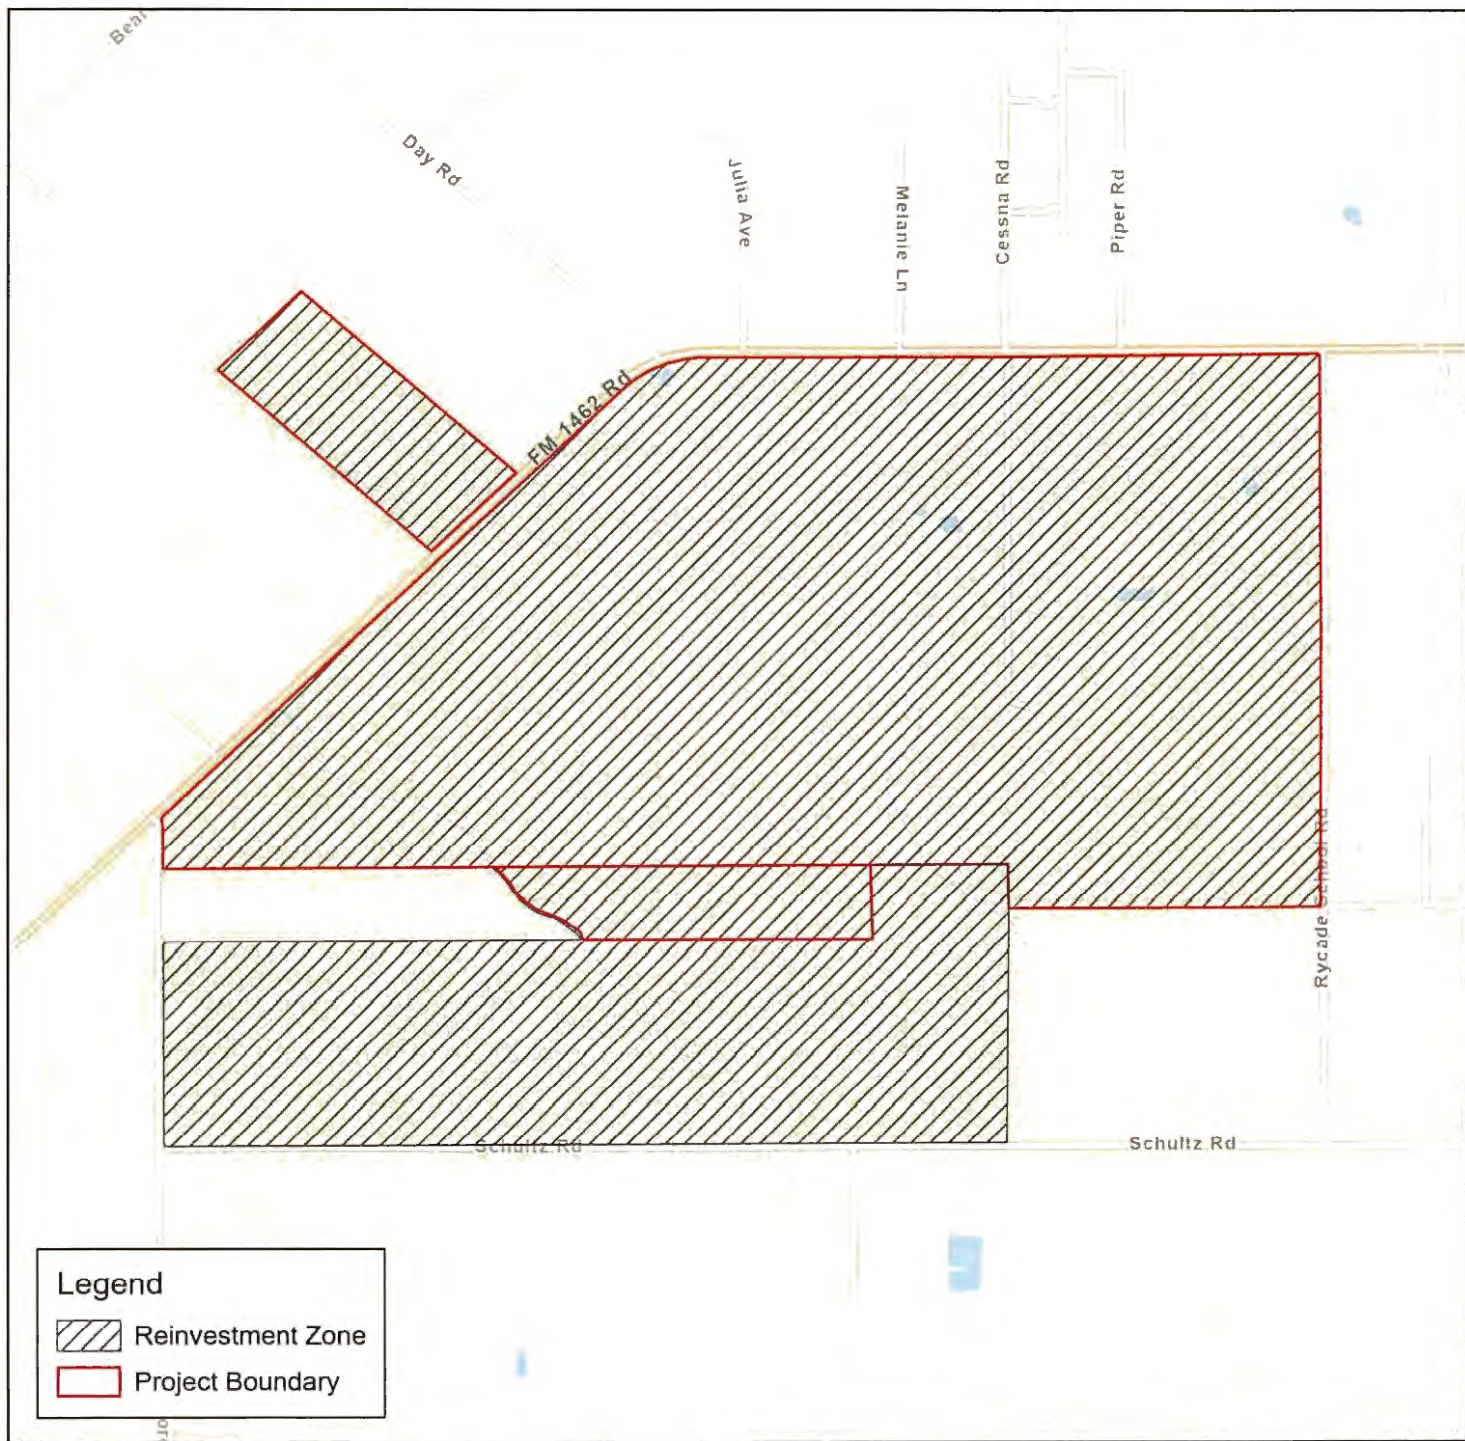 Day Rd
Julia Ave
Melanie Ln
Cessna Rd
Piper Rd
FM 1462 Rd
Rycade School Rd
Schultz Rd
Schultz Rd
Legend
Reinvestment Zone
Project Boundary